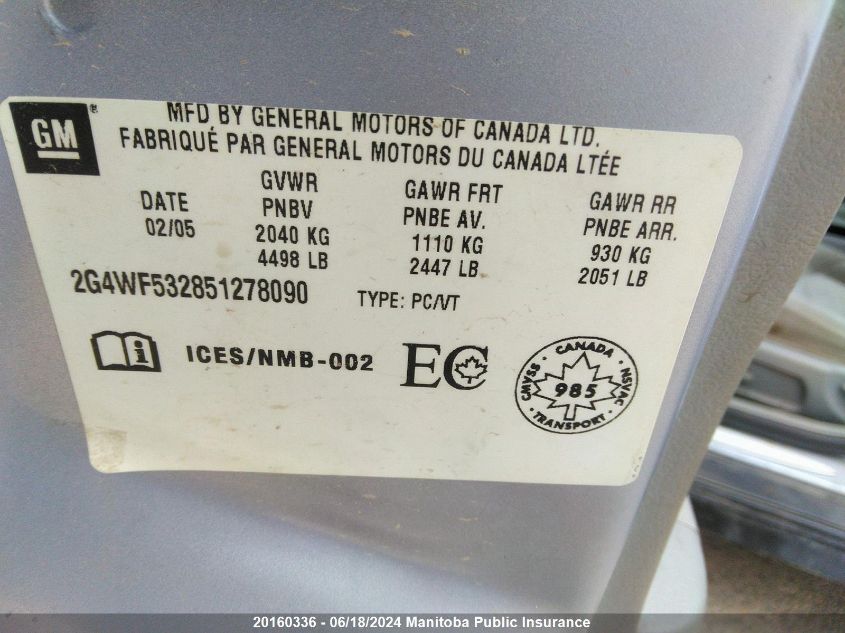 GM ®
MFD BY GENERAL MOTORS OF CANADA LTD.
FABRIQUÉ PAR GENERAL MOTORS DU CANADA LTÉE
DATE
02/05
GVWR
PNBV
2040 KG
4498 LB
GAWR FRT
PNBE AV.
1110 KG
2447 LB
GAWR RR
PNBE ARR.
930 KG
2051 LB
2G4WF532851278090 TYPE: PC/VT
i ICES/NMB-002 EC
· CANADA ·
CMVSS 985 NSVAC
· TRANSPORT ·
20160336 - 06/18/2024 Manitoba Public Insurance